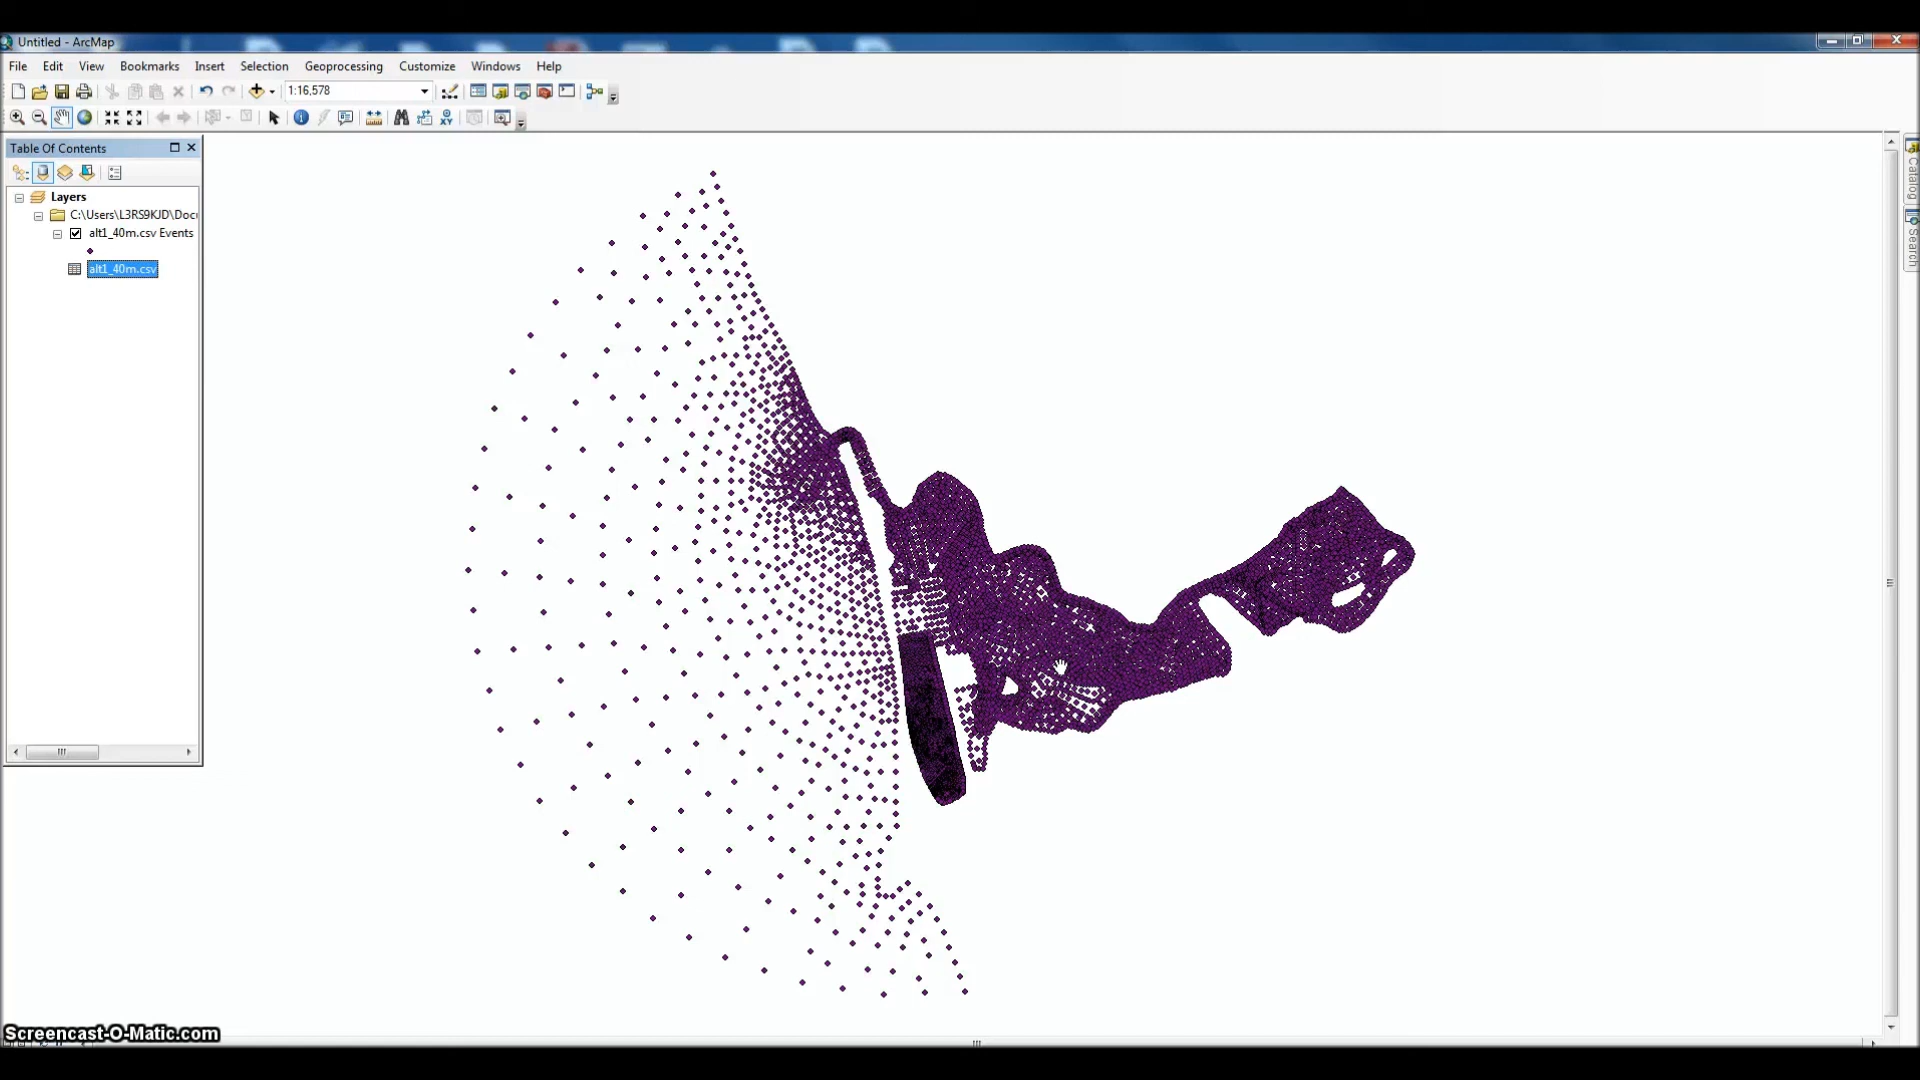 Untitled - ArcMap
File Edit View Bookmarks Insert Selection Geoprocessing Customize Windows Help
1:16,578
Table Of Contents
Layers
C:\Users\L3RS9KJD\Docu
alt1_40m.csv Events
alt1_40m.csv
Catalog
Search
Screencast-O-Matic.com